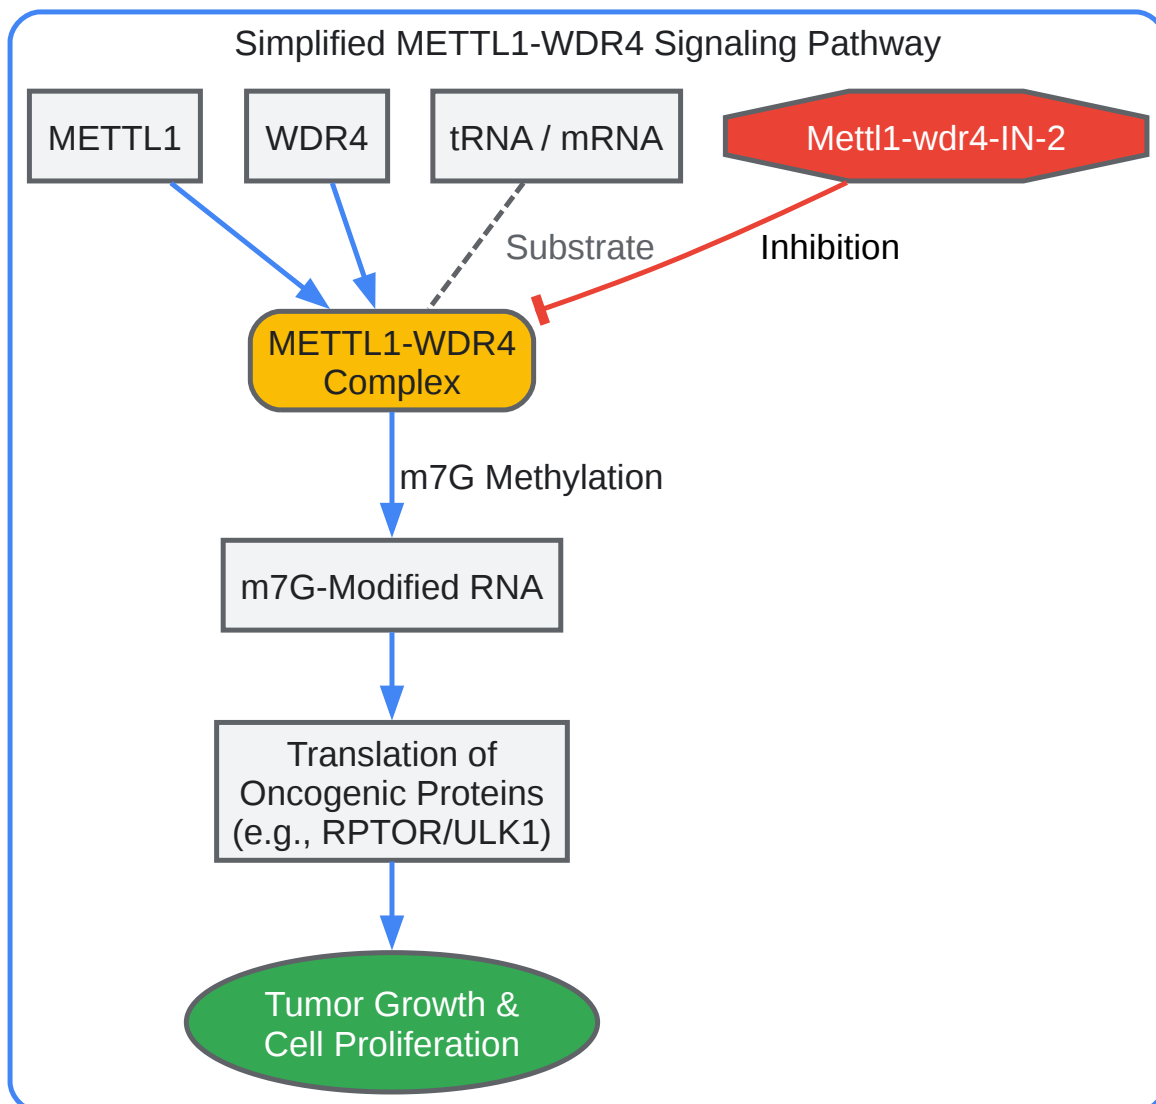 Simplified METTL1-WDR4 Signaling Pathway
METTL1
WDR4
tRNA / mRNA
Mettl1-wdr4-IN-2
Substrate
Inhibition
METTL1-WDR4
Complex
m7G Methylation
m7G-Modified RNA
Translation of
Oncogenic Proteins
(e.g., RPTOR/ULK1)
Tumor Growth &
Cell Proliferation